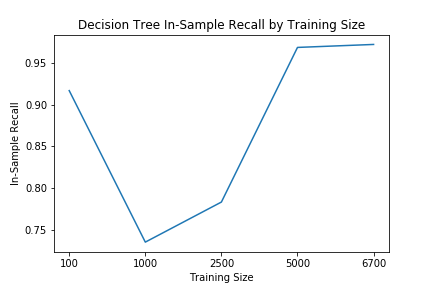 Decision Tree In-Sample Recall by Training Size
0.95
0.90
0.85
0.80
0.75
In-Sample Recall
100 1000 2500 5000 6700
Training Size